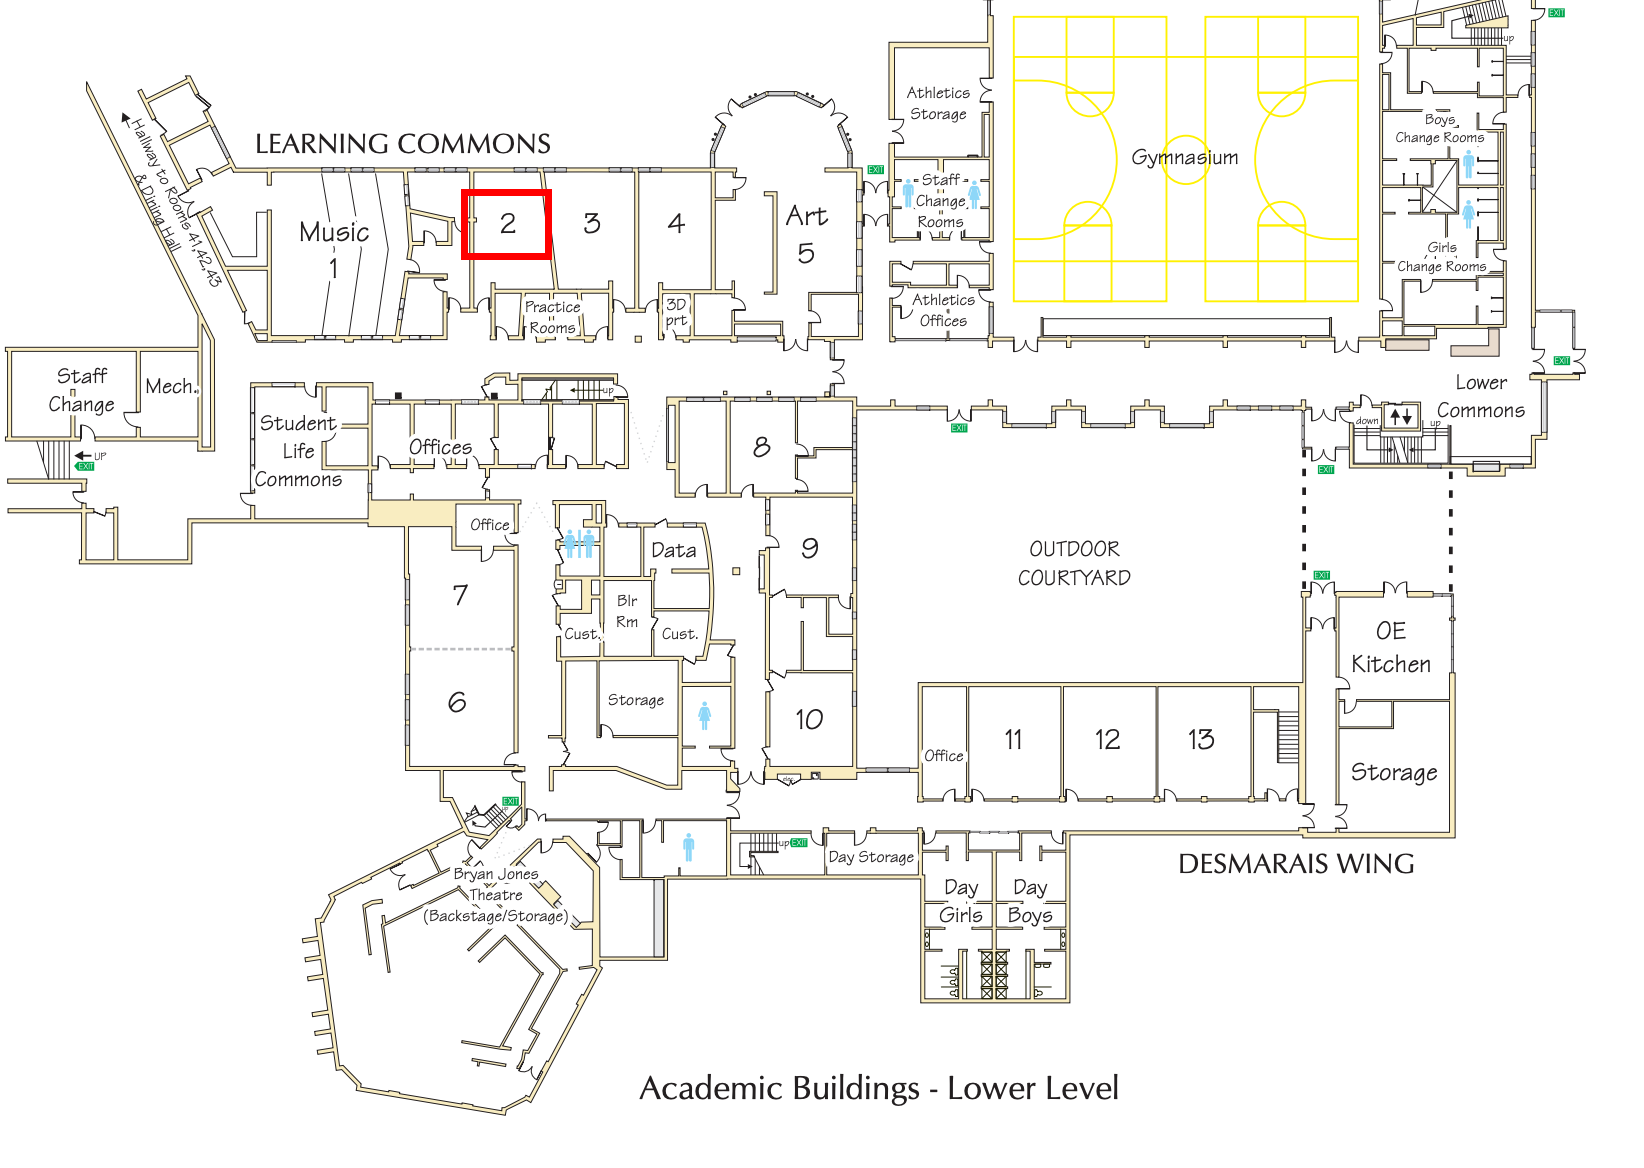 EXIT
up
Athletics
Storage
Boys
Change Rooms
Hallway to Rooms 41,42,43
& Dining Hall
LEARNING COMMONS
Gymnasium
EXIT
Staff
Change
Rooms
Music
1
2
3
4
Art
5
Girls
Change Rooms
Practice
Rooms
3D
prt
Athletics
Offices
EXIT
Staff
Change
Mech.
up
Lower
Commons
Student
Life
Commons
Offices
8
EXIT
down
up
UP
EXIT
EXIT
Office
Data
9
OUTDOOR
COURTYARD
EXIT
7
Blr
Rm
Cust.
Cust.
OE
Kitchen
6
Storage
10
Office
11
12
13
Storage
EXIT
up
EXIT
Day Storage
DESMARAIS WING
Bryan Jones
Theatre
(Backstage/Storage)
Day
Girls
Day
Boys
Academic Buildings - Lower Level